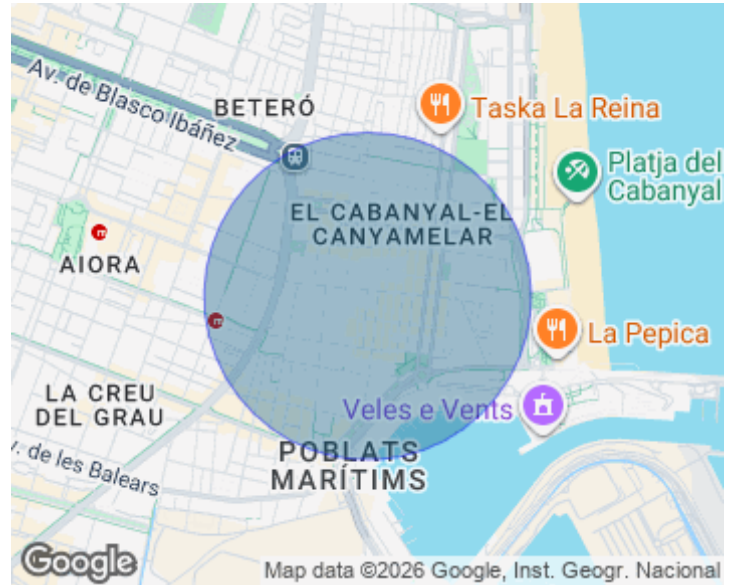 Av. de Blasco Ibáñez
BETERÓ
Taska La Reina
Platja del
Cabanyal
EL CABANYAL-EL
CANYAMELAR
AIORA
La Pepica
LA CREU
DEL GRAU
Veles e Vents
POBLATS
MARÍTIMS
. de les Balears
Google
Map data ©2026 Google, Inst. Geogr. Nacional